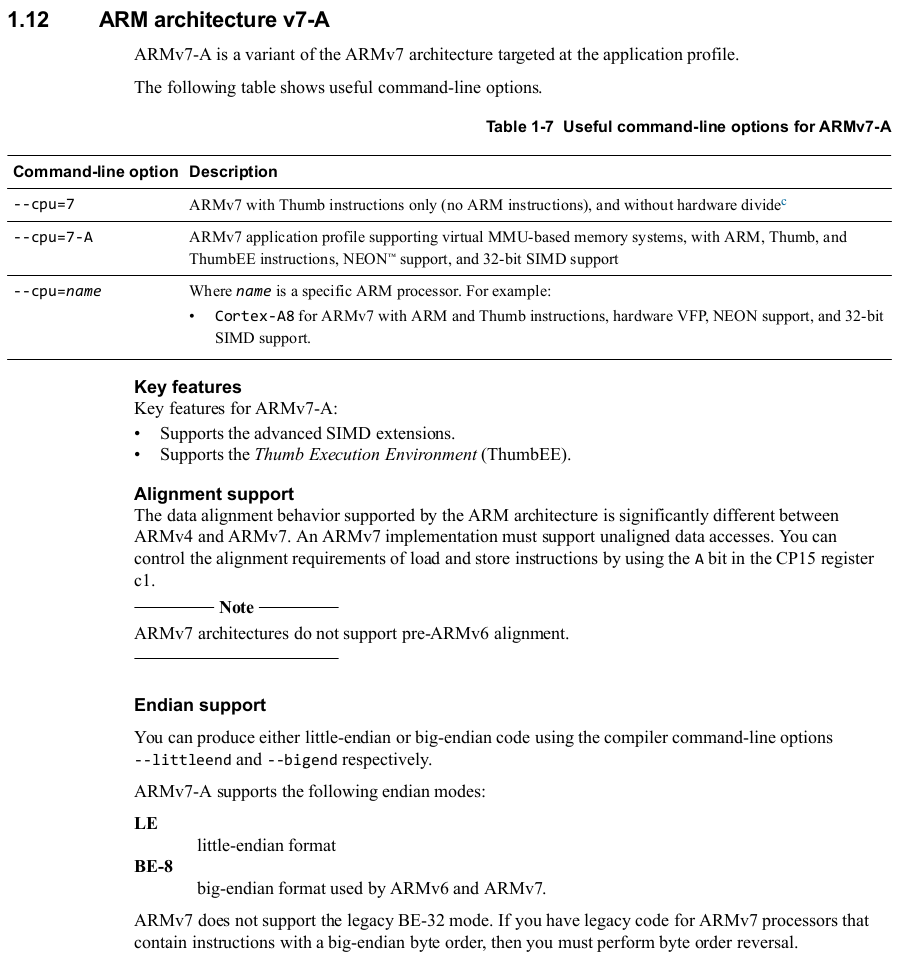 1.12 ARM architecture v7-A
ARMv7-A is a variant of the ARMv7 architecture targeted at the application profile.
The following table shows useful command-line options.
Table 1-7 Useful command-line options for ARMv7-A
Command-line option Description
--cpu=7 ARMv7 with Thumb instructions only (no ARM instructions), and without hardware divide^c
--cpu=7-A ARMv7 application profile supporting virtual MMU-based memory systems, with ARM, Thumb, and
ThumbEE instructions, NEON™ support, and 32-bit SIMD support
--cpu=name Where name is a specific ARM processor. For example:
• Cortex-A8 for ARMv7 with ARM and Thumb instructions, hardware VFP, NEON support, and 32-bit
SIMD support.
Key features
Key features for ARMv7-A:
• Supports the advanced SIMD extensions.
• Supports the Thumb Execution Environment (ThumbEE).
Alignment support
The data alignment behavior supported by the ARM architecture is significantly different between
ARMv4 and ARMv7. An ARMv7 implementation must support unaligned data accesses. You can
control the alignment requirements of load and store instructions by using the A bit in the CP15 register
c1.
Note
ARMv7 architectures do not support pre-ARMv6 alignment.
Endian support
You can produce either little-endian or big-endian code using the compiler command-line options
--littleend and --bigend respectively.
ARMv7-A supports the following endian modes:
LE
little-endian format
BE-8
big-endian format used by ARMv6 and ARMv7.
ARMv7 does not support the legacy BE-32 mode. If you have legacy code for ARMv7 processors that
contain instructions with a big-endian byte order, then you must perform byte order reversal.